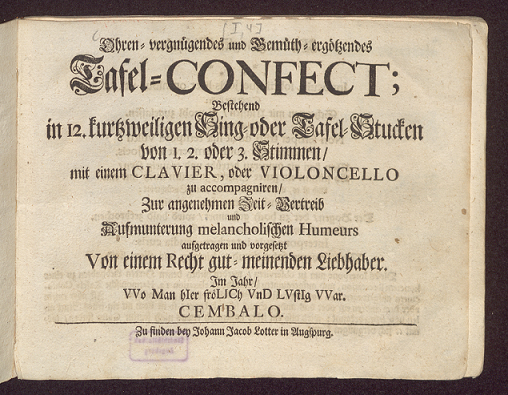 [I,4]
Ohren- vergnügendes und Gemüth-ergötzendes
Tafel-CONFECT;
Bestehend
in 12. kurtzweiligen Sing-oder Tafel-Stucken
von 1. 2. oder 3. Stimmen/
mit einem CLAVIER, oder VIOLONCELLO
zu accompagniren/
Zur angenehmen Zeit-Vertreib
und
Aufmunterung melancholischen Humeurs
aufgetragen und vorgesetzt
Von einem Recht gut-meinenden Liebhaber.
Im Jahr/
VVo Man hIer fröLICh VnD LVstIg VVar.
CEMBALO.
Zu finden bey Johann Jacob Lotter in Augspurg.